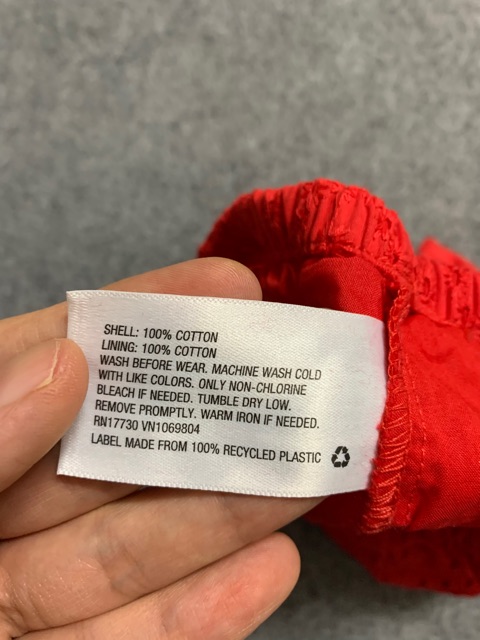 SHELL: 100% COTTON
LINING: 100% COTTON
WASH BEFORE WEAR. MACHINE WASH COLD
WITH LIKE COLORS. ONLY NON-CHLORINE
BLEACH IF NEEDED. TUMBLE DRY LOW.
REMOVE PROMPTLY. WARM IRON IF NEEDED.
RN17730 VN1069804
LABEL MADE FROM 100% RECYCLED PLASTIC